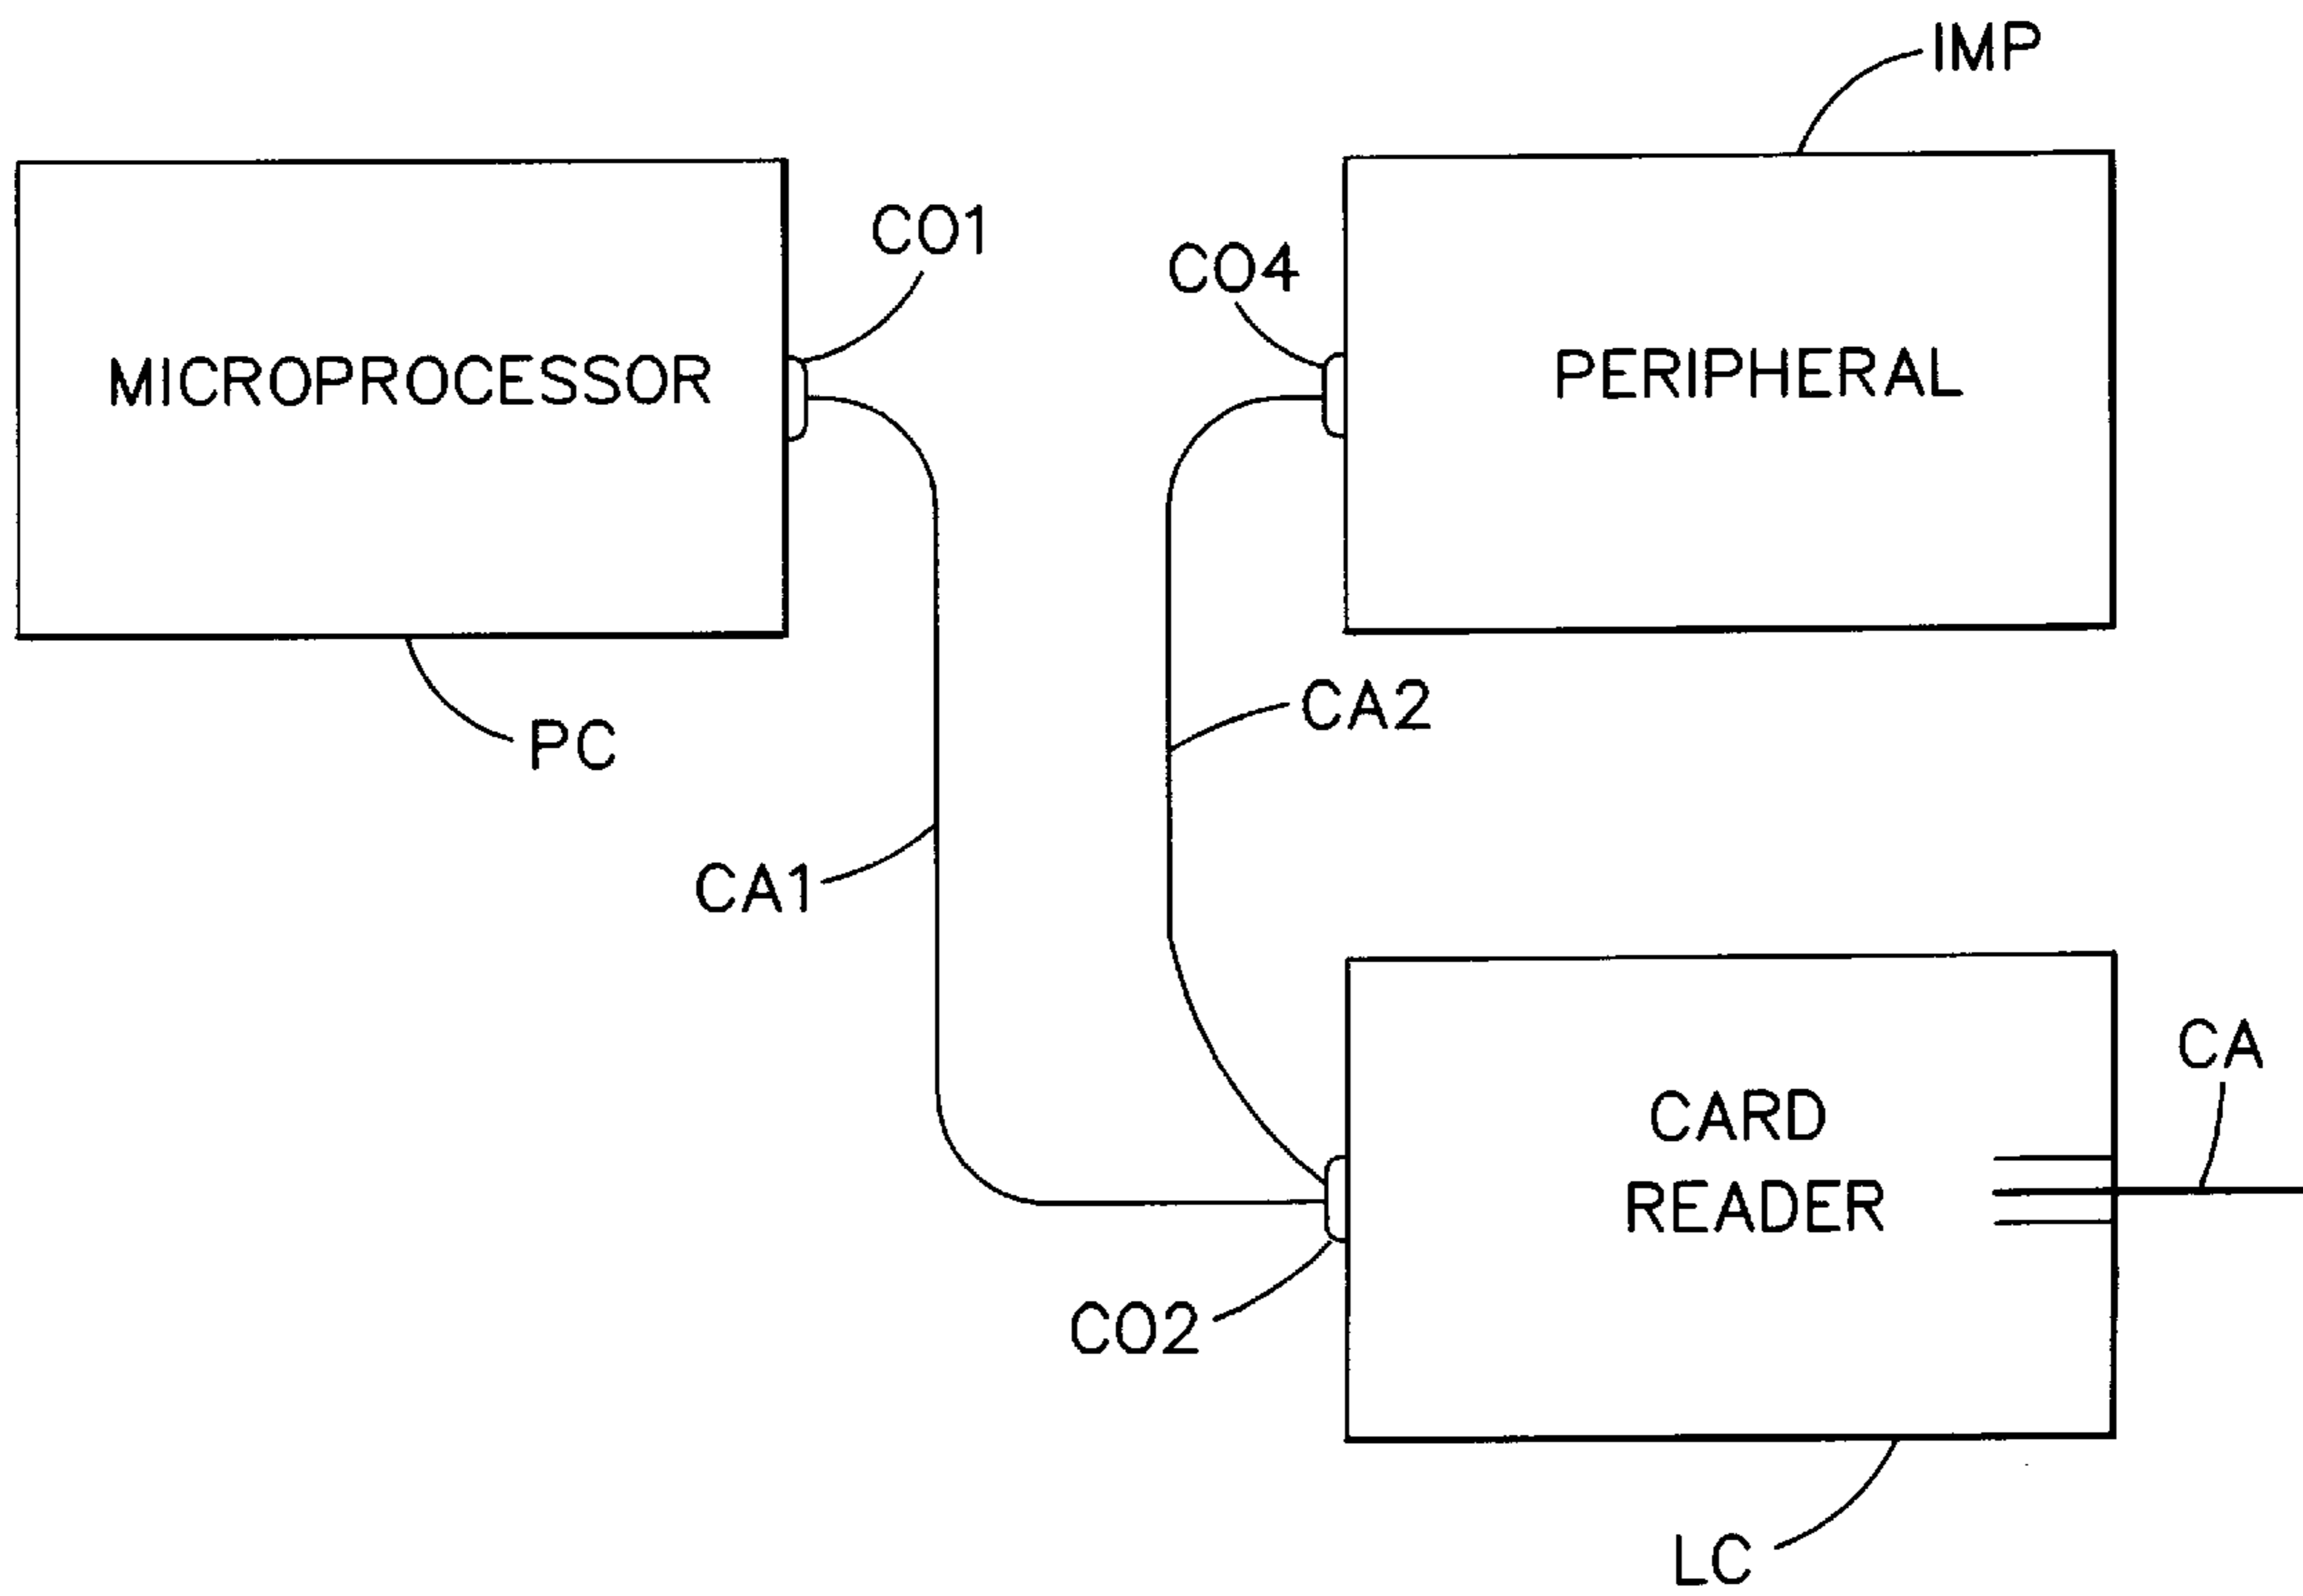 IMP
CO1
CO4
MICROPROCESSOR
PERIPHERAL
CA2
PC
CA1
CA
CARD
READER
CO2
LC